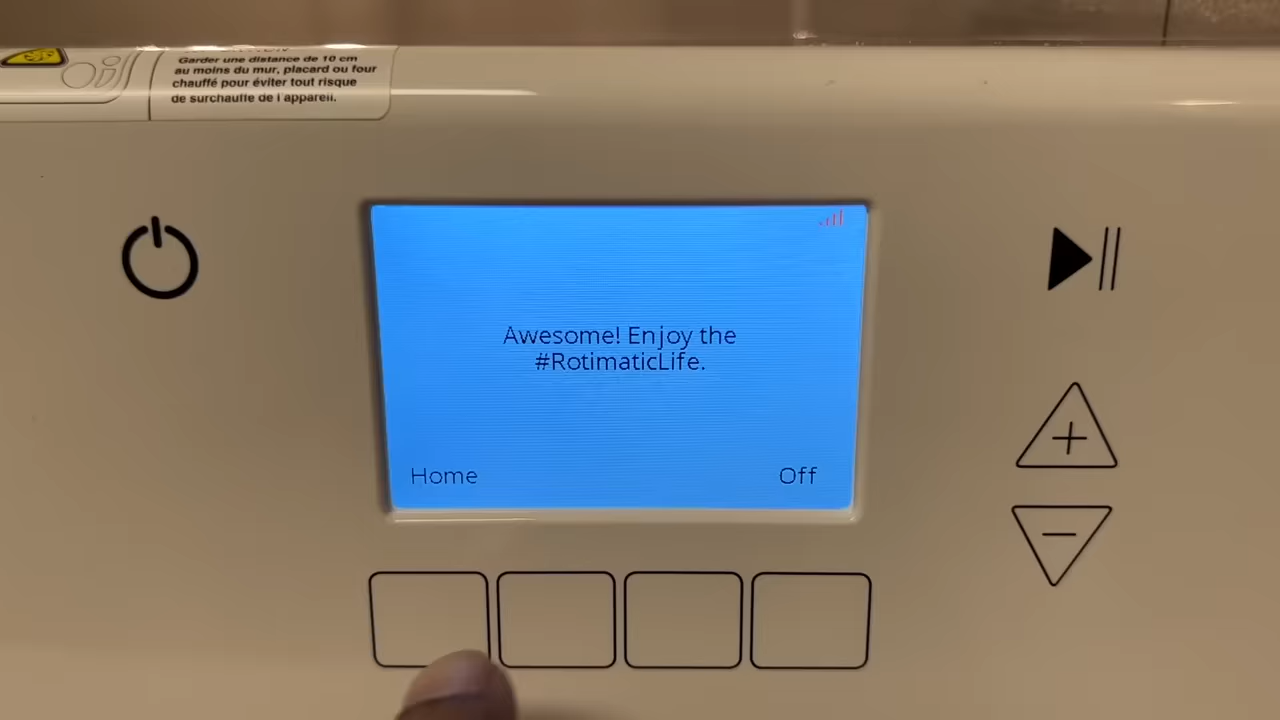 Oil
Garder une distance de 10 cm
au moins du mur, placard ou four
chauffé pour éviter tout risque
de surchauffe de l'appareil.
Awesome! Enjoy the
#RotimaticLife.
Home
Off